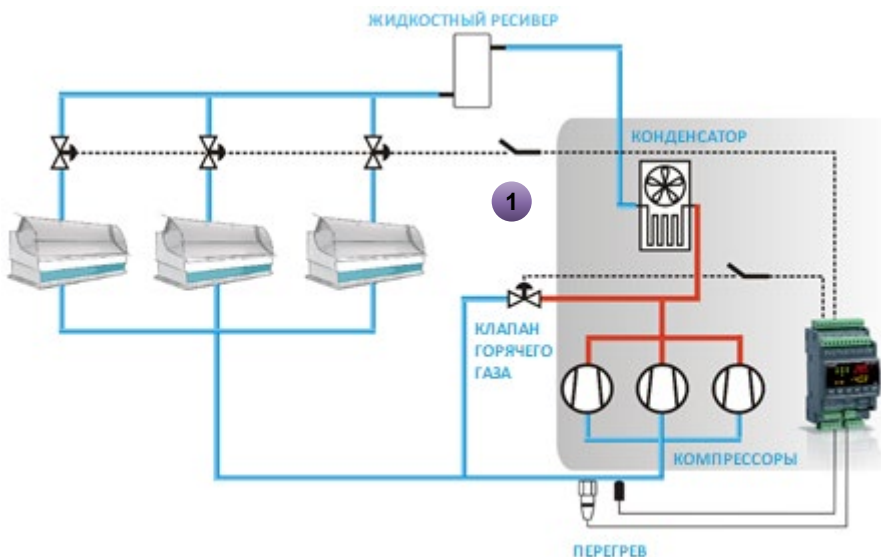 ЖИДКОСТНЫЙ РЕСИВЕР
КОНДЕНСАТОР
1
КЛАПАН
ГОРЯЧЕГО
ГАЗА
КОМПРЕССОРЫ
ПЕРЕГРЕВ